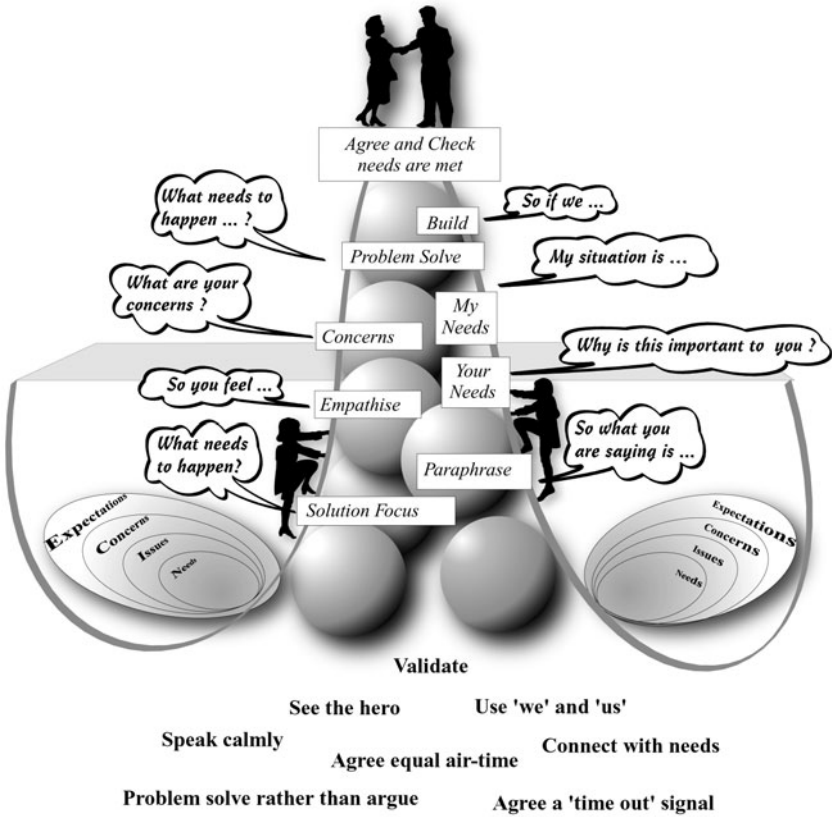 Agree and Check
needs are met
What needs to
happen ... ?
So if we ...
Build
Problem Solve
My situation is ...
What are your
concerns ?
My
Needs
Concerns
Why is this important to you ?
Your
Needs
So you feel ...
Empathise
What needs
to happen?
So what you
are saying is ...
Paraphrase
Solution Focus
Expectations
Concerns
Issues
Needs
Expectations
Concerns
Issues
Needs
Validate
See the hero
Use 'we' and 'us'
Speak calmly
Connect with needs
Agree equal air-time
Problem solve rather than argue
Agree a 'time out' signal